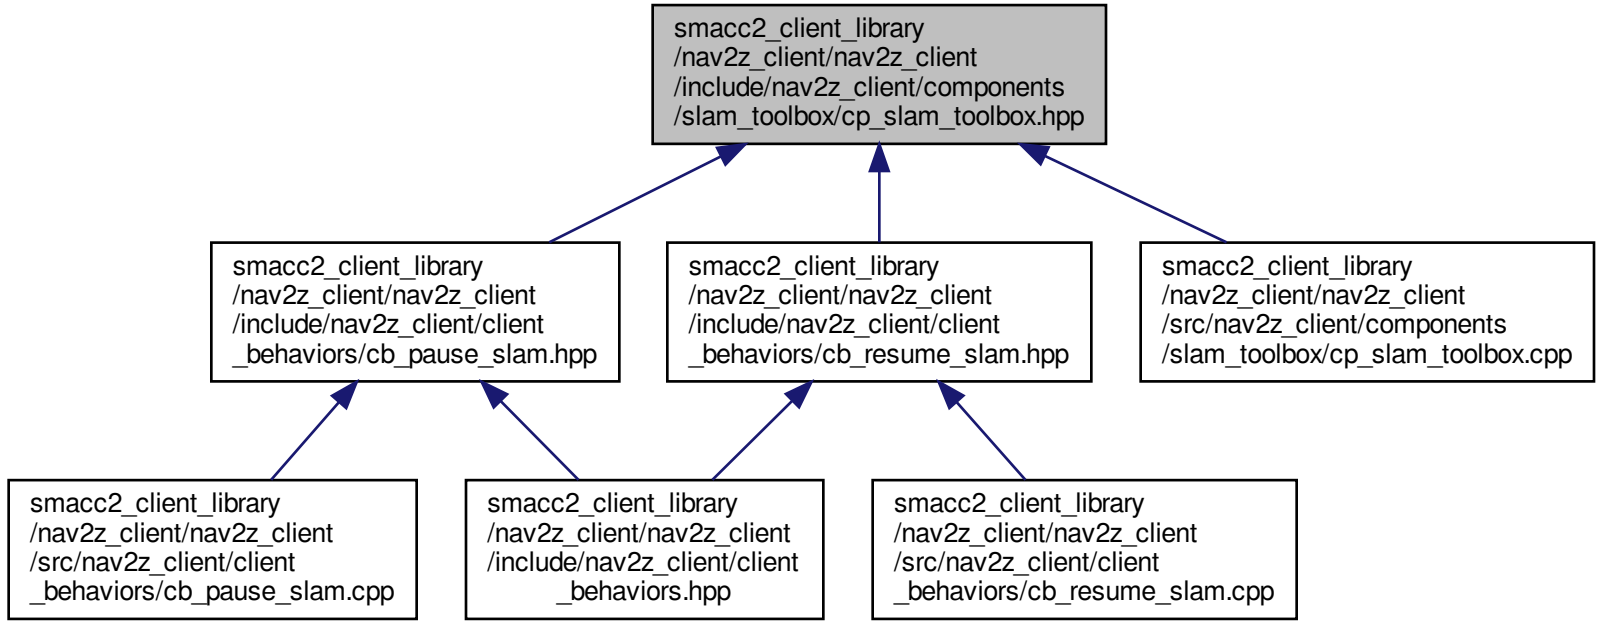 smacc2_client_library
/nav2z_client/nav2z_client
/include/nav2z_client/components
/slam_toolbox/cp_slam_toolbox.hpp
smacc2_client_library
/nav2z_client/nav2z_client
/include/nav2z_client/client
_behaviors/cb_pause_slam.hpp
smacc2_client_library
/nav2z_client/nav2z_client
/include/nav2z_client/client
_behaviors/cb_resume_slam.hpp
smacc2_client_library
/nav2z_client/nav2z_client
/src/nav2z_client/components
/slam_toolbox/cp_slam_toolbox.cpp
smacc2_client_library
/nav2z_client/nav2z_client
/src/nav2z_client/client
_behaviors/cb_pause_slam.cpp
smacc2_client_library
/nav2z_client/nav2z_client
/include/nav2z_client/client
_behaviors.hpp
smacc2_client_library
/nav2z_client/nav2z_client
/src/nav2z_client/client
_behaviors/cb_resume_slam.cpp